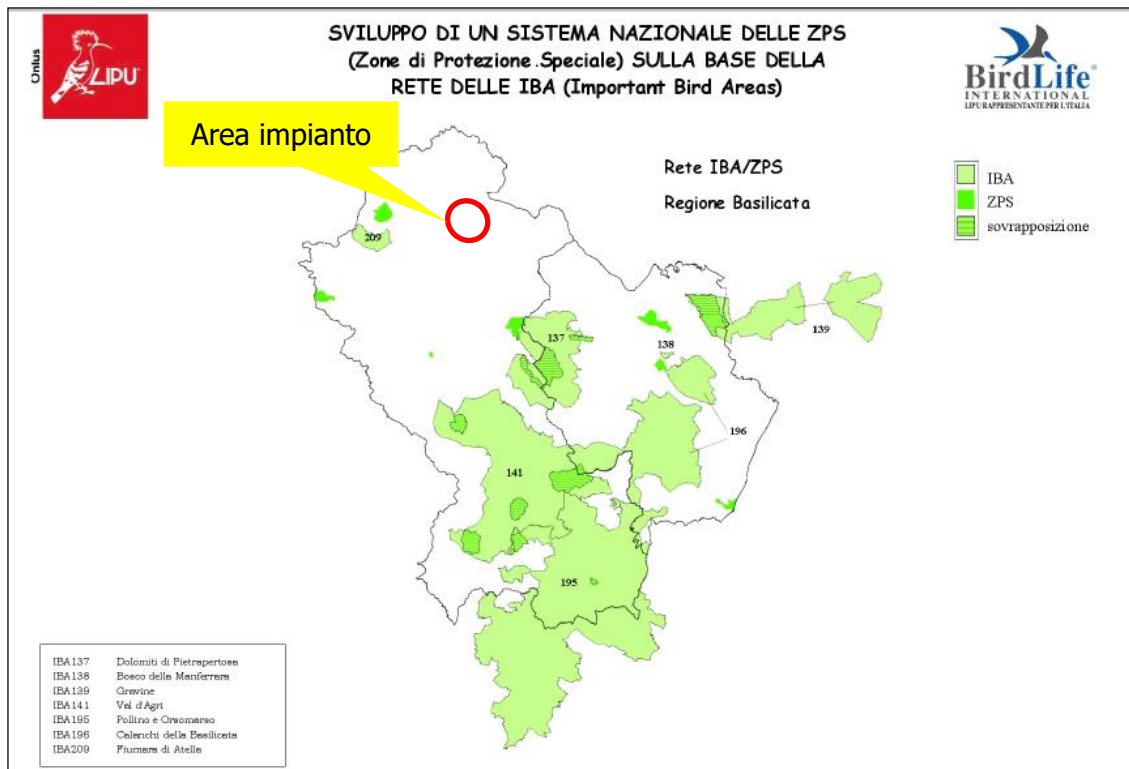 Onlus
LIPU
SVILUPPO DI UN SISTEMA NAZIONALE DELLE ZPS
(Zone di Protezione.Speciale) SULLA BASE DELLA
RETE DELLE IBA (Important Bird Areas)
BirdLife
INTERNATIONAL
LIPU RAPPRESENTANTE PER L'ITALIA
Area impianto
Rete IBA/ZPS
Regione Basilicata
IBA
ZPS
sovrapposizione
209
137
138
139
196
141
195
IBA137 Dolomiti di Pietrapertosa
IBA138 Bosco della Manferrara
IBA139 Gravine
IBA141 Val d'Agri
IBA195 Pollino e Orsomarso
IBA196 Calanchi della Basilicata
IBA209 Fiumara di Atella